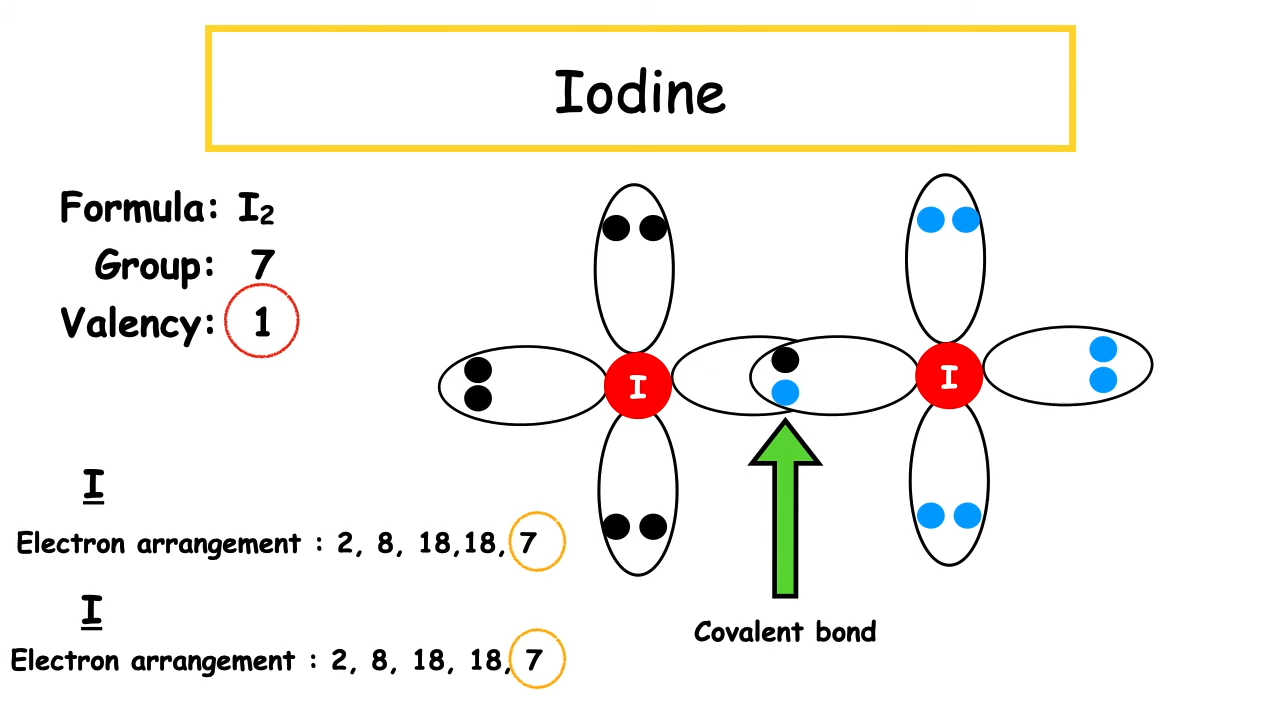 Iodine
Formula: I₂
Group: 7
Valency: 1
I
I
I
Electron arrangement : 2, 8, 18,18, 7
I
Covalent bond
Electron arrangement : 2, 8, 18, 18, 7